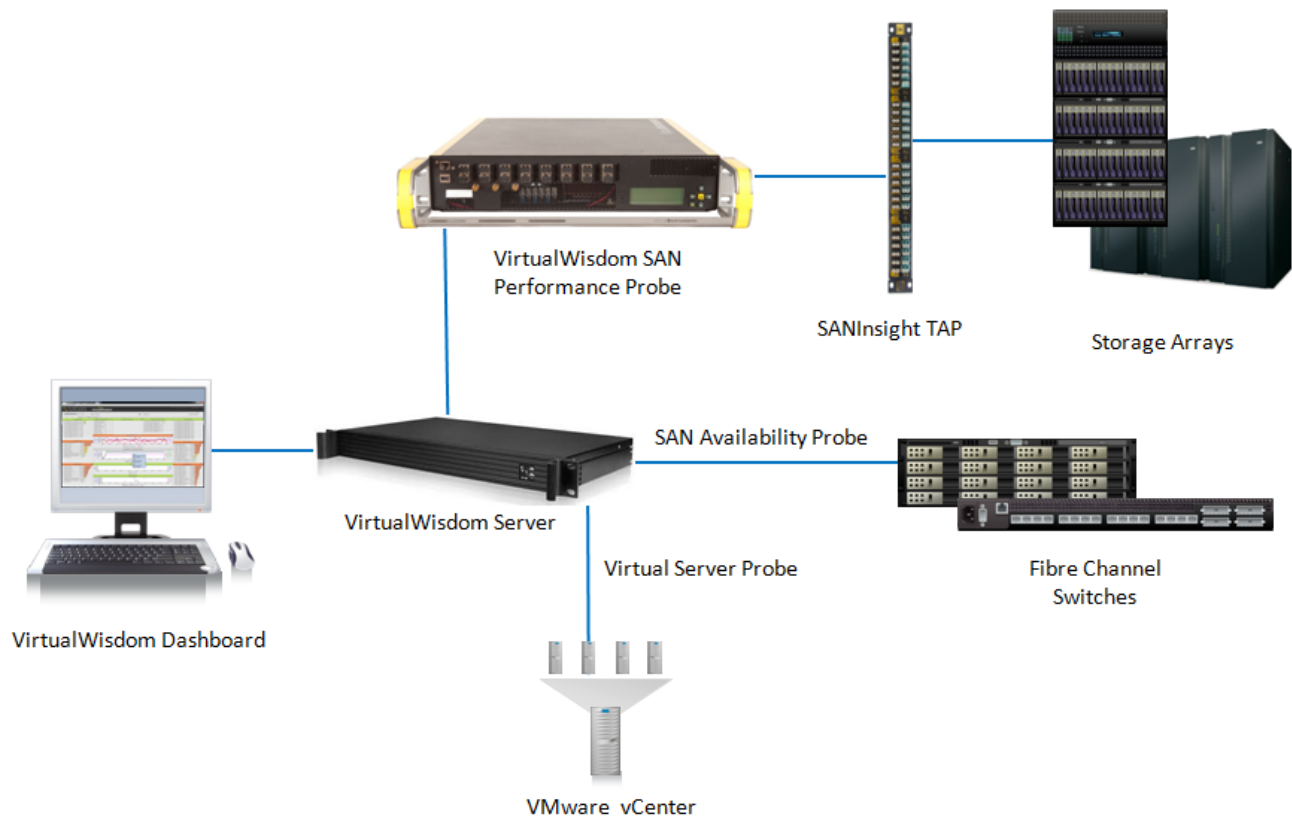 VirtualWisdom SAN
Performance Probe
SANInsight TAP
Storage Arrays
SAN Availability Probe
VirtualWisdom Server
Virtual Server Probe
Fibre Channel
Switches
VirtualWisdom Dashboard
VMware vCenter